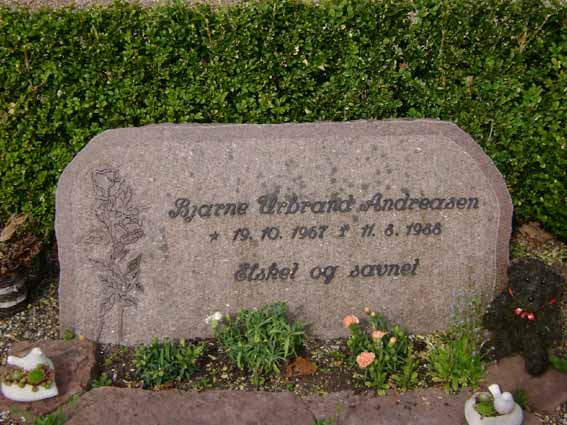 Bjarne Urbrand Andreasen
* 19. 10. 1967 † 11. 8. 1988
Elsket og savnet